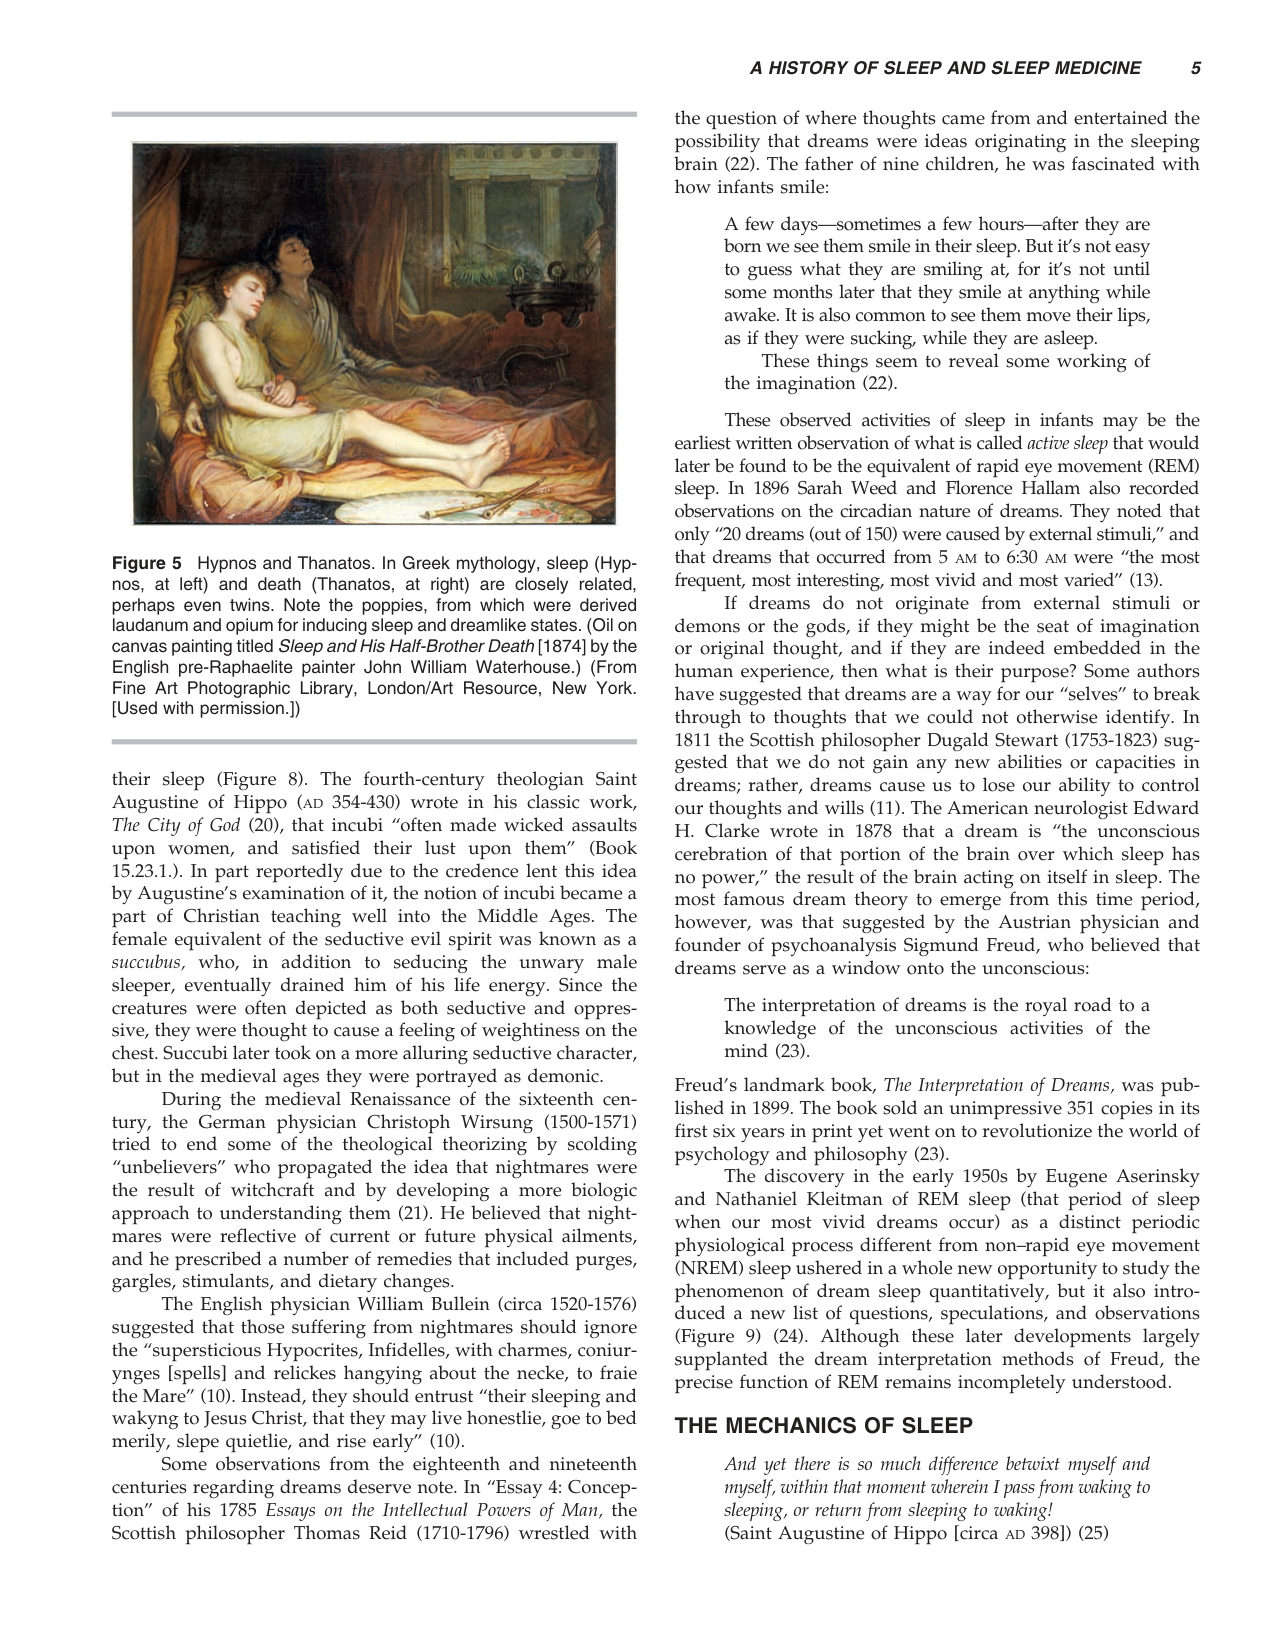 A HISTORY OF SLEEP AND SLEEP MEDICINE 5
Figure 5 Hypnos and Thanatos. In Greek mythology, sleep (Hyp-
nos, at left) and death (Thanatos, at right) are closely related,
perhaps even twins. Note the poppies, from which were derived
laudanum and opium for inducing sleep and dreamlike states. (Oil on
canvas painting titled Sleep and His Half-Brother Death [1874] by the
English pre-Raphaelite painter John William Waterhouse.) (From
Fine Art Photographic Library, London/Art Resource, New York.
[Used with permission.])
their sleep (Figure 8). The fourth-century theologian Saint
Augustine of Hippo (AD 354-430) wrote in his classic work,
The City of God (20), that incubi “often made wicked assaults
upon women, and satisfied their lust upon them” (Book
15.23.1.). In part reportedly due to the credence lent this idea
by Augustine’s examination of it, the notion of incubi became a
part of Christian teaching well into the Middle Ages. The
female equivalent of the seductive evil spirit was known as a
succubus, who, in addition to seducing the unwary male
sleeper, eventually drained him of his life energy. Since the
creatures were often depicted as both seductive and oppres-
sive, they were thought to cause a feeling of weightiness on the
chest. Succubi later took on a more alluring seductive character,
but in the medieval ages they were portrayed as demonic.
During the medieval Renaissance of the sixteenth cen-
tury, the German physician Christoph Wirsung (1500-1571)
tried to end some of the theological theorizing by scolding
“unbelievers” who propagated the idea that nightmares were
the result of witchcraft and by developing a more biologic
approach to understanding them (21). He believed that night-
mares were reflective of current or future physical ailments,
and he prescribed a number of remedies that included purges,
gargles, stimulants, and dietary changes.
The English physician William Bullein (circa 1520-1576)
suggested that those suffering from nightmares should ignore
the “supersticious Hypocrites, Infidelles, with charmes, coniur-
ynges [spells] and relickes hangying about the necke, to fraie
the Mare” (10). Instead, they should entrust “their sleeping and
wakyng to Jesus Christ, that they may live honestlie, goe to bed
merily, slepe quietlie, and rise early” (10).
Some observations from the eighteenth and nineteenth
centuries regarding dreams deserve note. In “Essay 4: Concep-
tion” of his 1785 Essays on the Intellectual Powers of Man, the
Scottish philosopher Thomas Reid (1710-1796) wrestled with
the question of where thoughts came from and entertained the
possibility that dreams were ideas originating in the sleeping
brain (22). The father of nine children, he was fascinated with
how infants smile:
A few days—sometimes a few hours—after they are
born we see them smile in their sleep. But it’s not easy
to guess what they are smiling at, for it’s not until
some months later that they smile at anything while
awake. It is also common to see them move their lips,
as if they were sucking, while they are asleep.
These things seem to reveal some working of
the imagination (22).
These observed activities of sleep in infants may be the
earliest written observation of what is called active sleep that would
later be found to be the equivalent of rapid eye movement (REM)
sleep. In 1896 Sarah Weed and Florence Hallam also recorded
observations on the circadian nature of dreams. They noted that
only “20 dreams (out of 150) were caused by external stimuli,” and
that dreams that occurred from 5 AM to 6:30 AM were “the most
frequent, most interesting, most vivid and most varied” (13).
If dreams do not originate from external stimuli or
demons or the gods, if they might be the seat of imagination
or original thought, and if they are indeed embedded in the
human experience, then what is their purpose? Some authors
have suggested that dreams are a way for our “selves” to break
through to thoughts that we could not otherwise identify. In
1811 the Scottish philosopher Dugald Stewart (1753-1823) sug-
gested that we do not gain any new abilities or capacities in
dreams; rather, dreams cause us to lose our ability to control
our thoughts and wills (11). The American neurologist Edward
H. Clarke wrote in 1878 that a dream is “the unconscious
cerebration of that portion of the brain over which sleep has
no power,” the result of the brain acting on itself in sleep. The
most famous dream theory to emerge from this time period,
however, was that suggested by the Austrian physician and
founder of psychoanalysis Sigmund Freud, who believed that
dreams serve as a window onto the unconscious:
The interpretation of dreams is the royal road to a
knowledge of the unconscious activities of the
mind (23).
Freud’s landmark book, The Interpretation of Dreams, was pub-
lished in 1899. The book sold an unimpressive 351 copies in its
first six years in print yet went on to revolutionize the world of
psychology and philosophy (23).
The discovery in the early 1950s by Eugene Aserinsky
and Nathaniel Kleitman of REM sleep (that period of sleep
when our most vivid dreams occur) as a distinct periodic
physiological process different from non–rapid eye movement
(NREM) sleep ushered in a whole new opportunity to study the
phenomenon of dream sleep quantitatively, but it also intro-
duced a new list of questions, speculations, and observations
(Figure 9) (24). Although these later developments largely
supplanted the dream interpretation methods of Freud, the
precise function of REM remains incompletely understood.
THE MECHANICS OF SLEEP
And yet there is so much difference betwixt myself and
myself, within that moment wherein I pass from waking to
sleeping, or return from sleeping to waking!
(Saint Augustine of Hippo [circa AD 398]) (25)